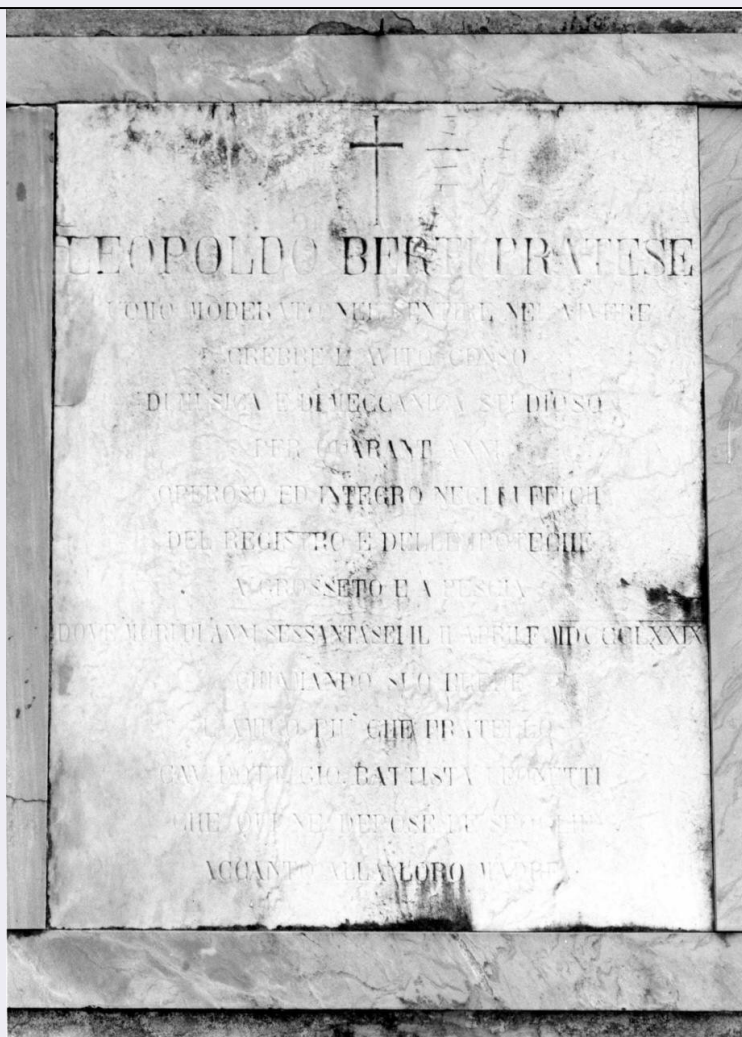 LEOPOLDO BERTI PRATESE
UOMO MODERATO NEL SENTIRE NEL VIVERE
ACCREBBE L'AVITO CENSO
DI MUSICA E DI MECCANICA STUDIOSO
PER QUARANT'ANNI
OPEROSO ED INTEGRO NEGLI UFFICII
DEL REGISTRO E DELLE IPOTECHE
A GROSSETO E A PESCIA
DOVE MORÌ DI ANNI SESSANTASEI IL II APRILE MDCCCLXXIX
CHIAMANDO SUO EREDE
L'AMICO PIÙ CHE FRATELLO
CAV. DOTT. GIO. BATTISTA
CHE QUI NE DEPOSE LE SPOGLIE
ACCANTO ALLA LORO MADRE